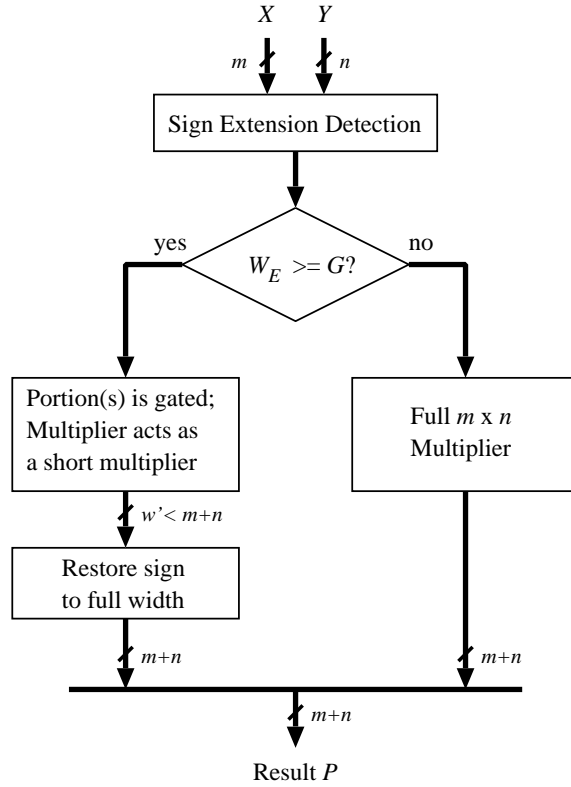 X Y
m n
Sign Extension Detection
yes no
W_E >= G?
Portion(s) is gated;
Multiplier acts as
a short multiplier
Full m x n
Multiplier
w'< m+n
Restore sign
to full width
m+n m+n
m+n
Result P